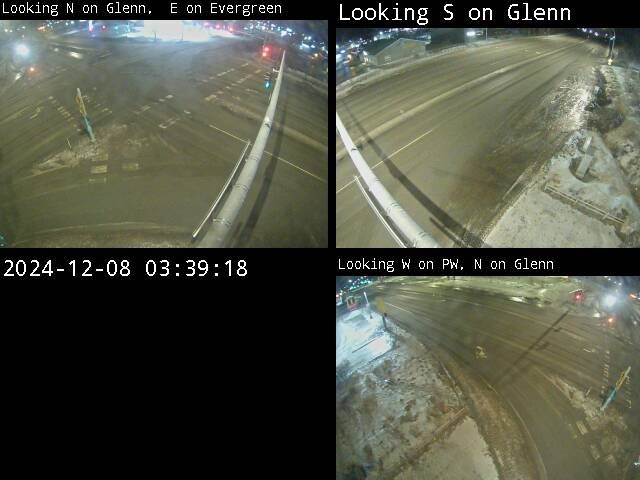 Looking N on Glenn, E on Evergreen
Looking S on Glenn
2024-12-08 03:39:18
Looking W on PW, N on Glenn